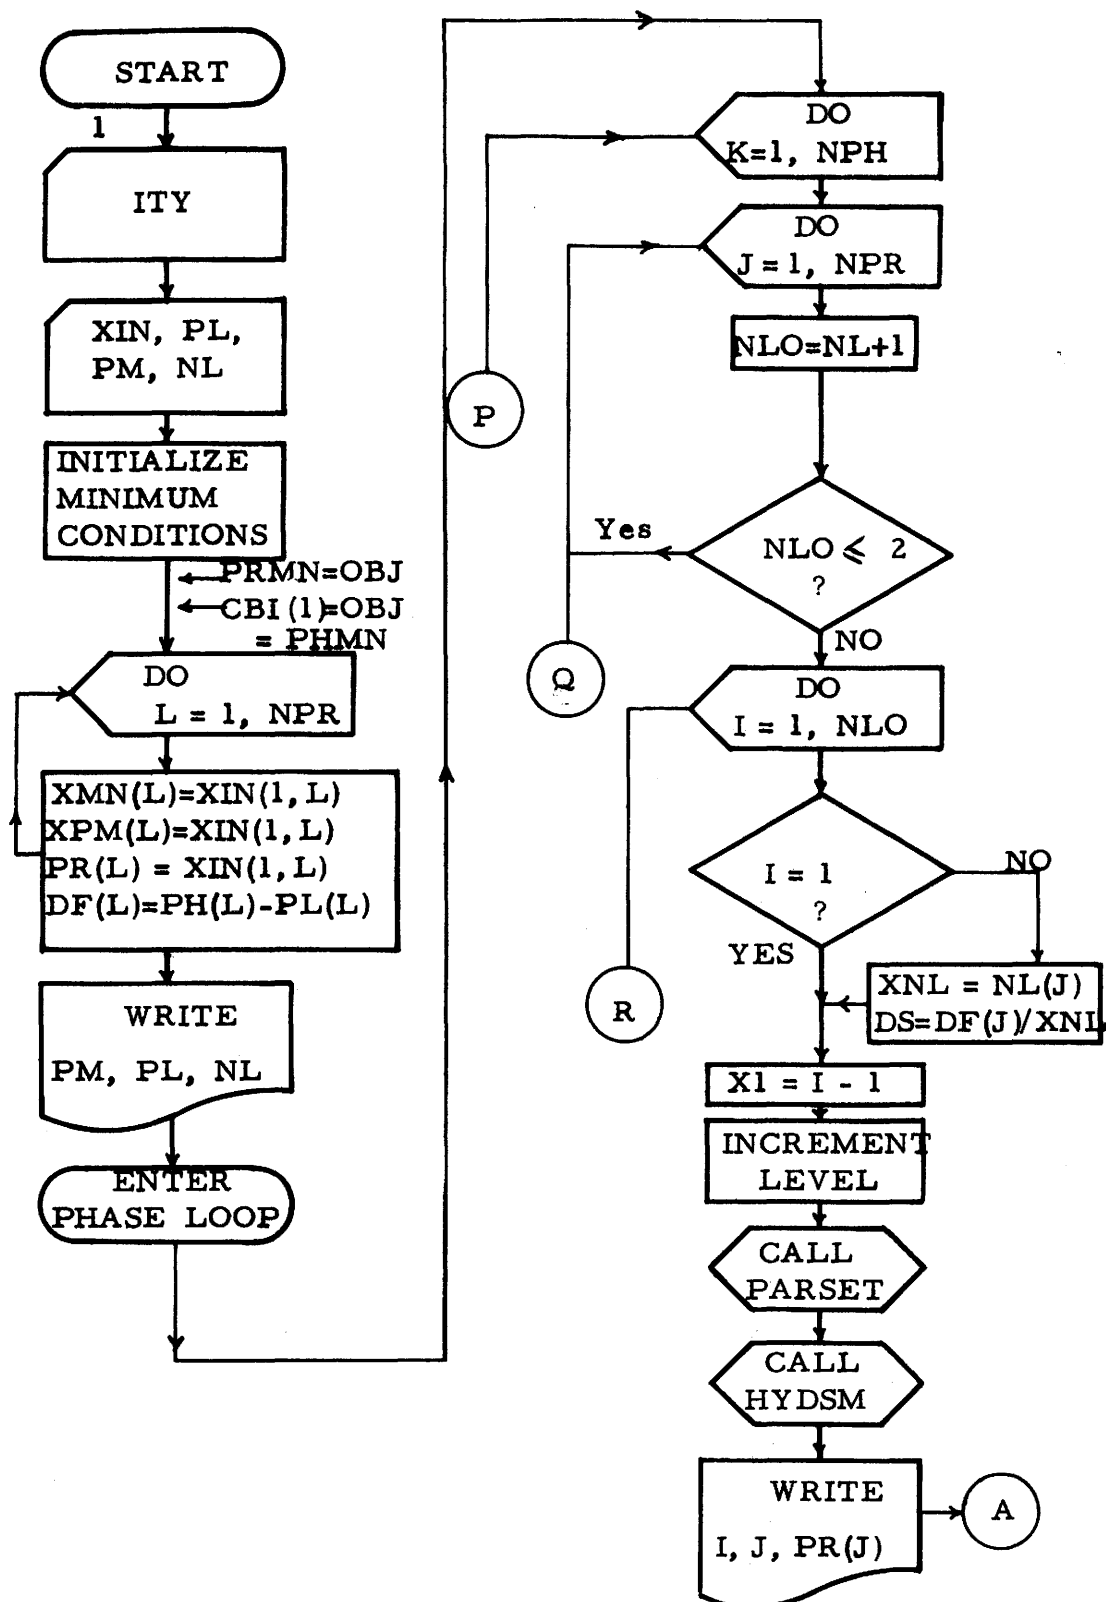 START
1
ITY
XIN, PL,
PM, NL
INITIALIZE
MINIMUM
CONDITIONS
PRMN=OBJ
CBI(1)=OBJ
= PHMN
DO
L = 1, NPR
XMN(L)=XIN(1, L)
XPM(L)=XIN(1, L)
PR(L) = XIN(1, L)
DF(L)=PH(L)-PL(L)
WRITE
PM, PL, NL
ENTER
PHASE LOOP
DO
K=1, NPH
DO
J = 1, NPR
NLO=NL+1
P
Yes
NLO ⩽ 2
?
NO
Q
DO
I = 1, NLO
I = 1
?
NO
YES
R
XNL = NL(J)
DS=DF(J)/XNL
X1 = I - 1
INCREMENT
LEVEL
CALL
PARSET
CALL
HYDSM
WRITE
I, J, PR(J)
A